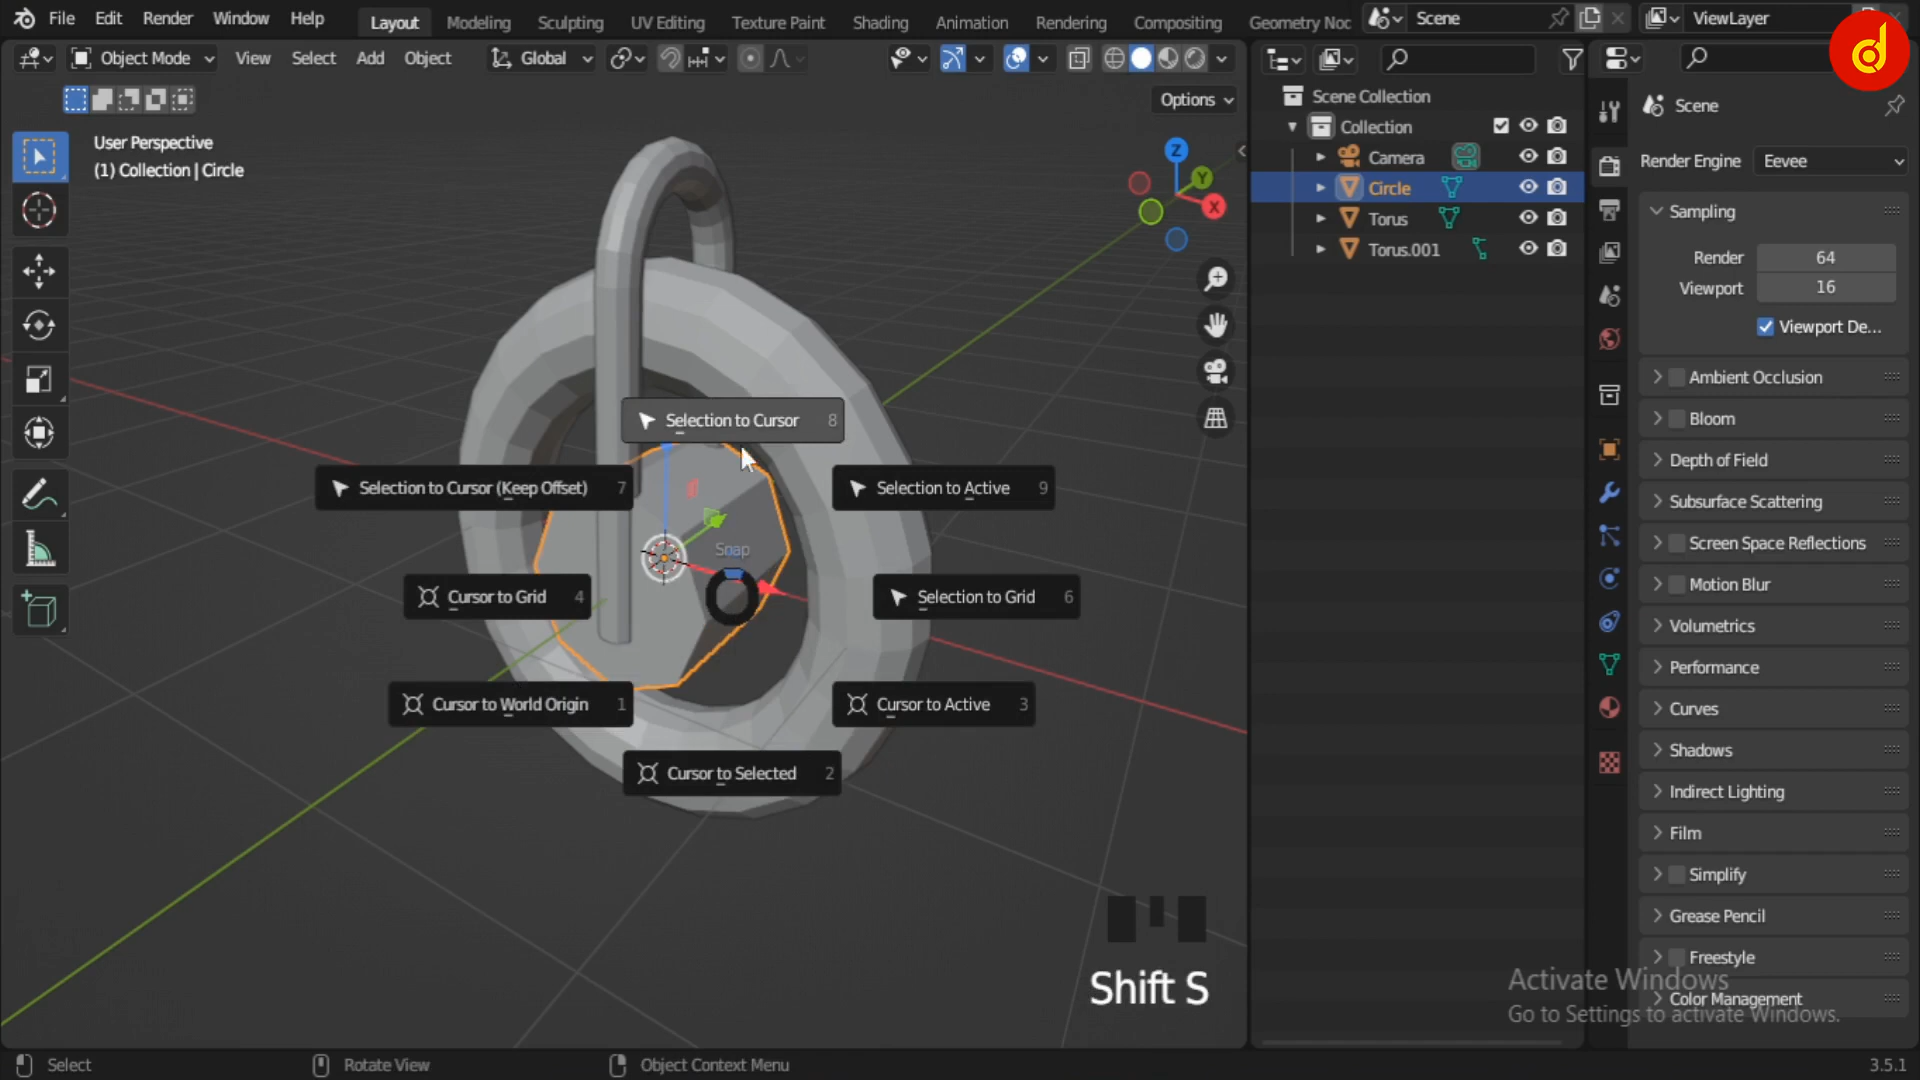 File Edit Render Window Help Layout Modeling Sculpting UV Editing Texture Paint Shading Animation Rendering Compositing Geometry Noc Scene ViewLayer
Object Mode View Select Add Object Global
Options
User Perspective
(1) Collection | Circle
Z
Y
X
Scene Collection
Collection
Camera
Circle
Torus
Torus.001
Scene
Render Engine Eevee
Sampling
Render 64
Viewport 16
Viewport De...
Ambient Occlusion
Bloom
Depth of Field
Subsurface Scattering
Screen Space Reflections
Motion Blur
Volumetrics
Performance
Curves
Shadows
Indirect Lighting
Film
Simplify
Grease Pencil
Freestyle
Color Management
Selection to Cursor 8
Selection to Cursor (Keep Offset) 7
Selection to Active 9
Snap
Cursor to Grid 4
Selection to Grid 6
Cursor to World Origin 1
Cursor to Active 3
Cursor to Selected 2
Shift S
Activate Windows
Go to Settings to activate Windows.
Select Rotate View Object Context Menu 3.5.1